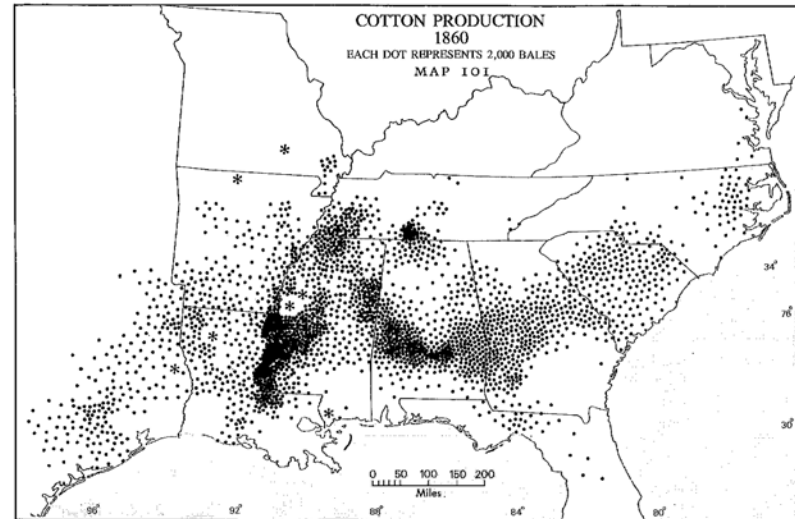 COTTON PRODUCTION
1860
EACH DOT REPRESENTS 2,000 BALES
MAP 101
34°
76°
30°
0 50 100 150 200
Miles.
96°
92°
88°
84°
80°